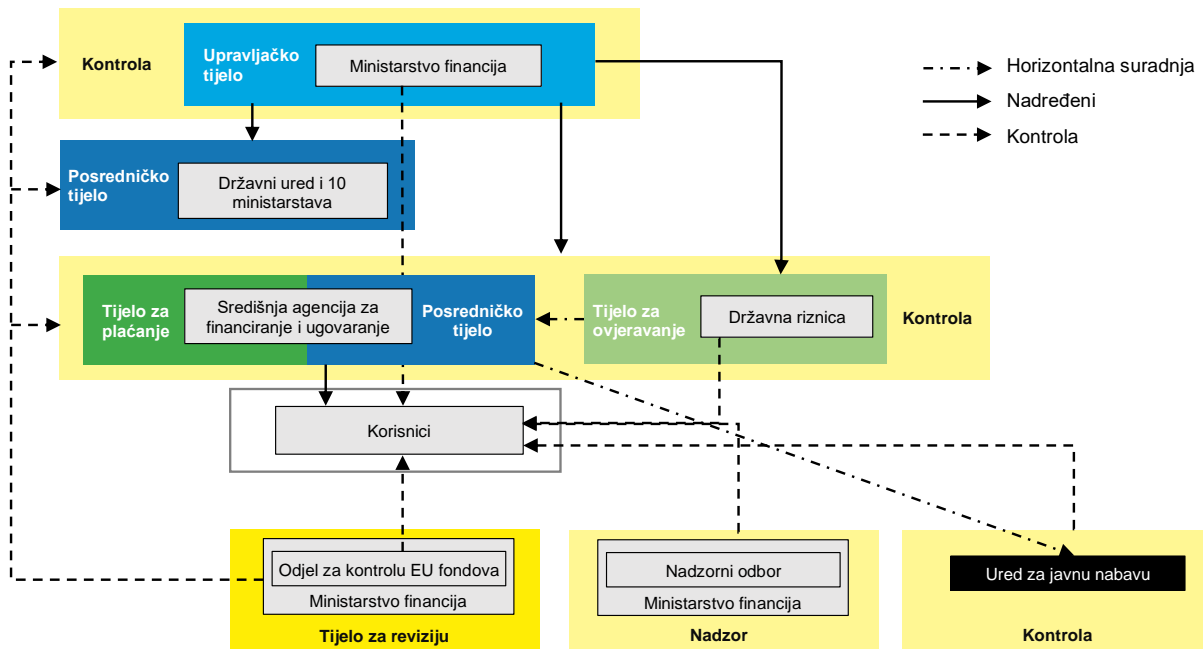 Kontrola
Upravljačko
tijelo
Ministarstvo financija
Horizontalna suradnja
Nadređeni
Kontrola
Posredničko
tijelo
Državni ured i 10
ministarstava
Tijelo za
plaćanje
Središnja agencija za
financiranje i ugovaranje
Posredničko
tijelo
Tijelo za
ovjeravanje
Državna riznica
Kontrola
Korisnici
Odjel za kontrolu EU fondova
Ministarstvo financija
Tijelo za reviziju
Nadzorni odbor
Ministarstvo financija
Nadzor
Ured za javnu nabavu
Kontrola